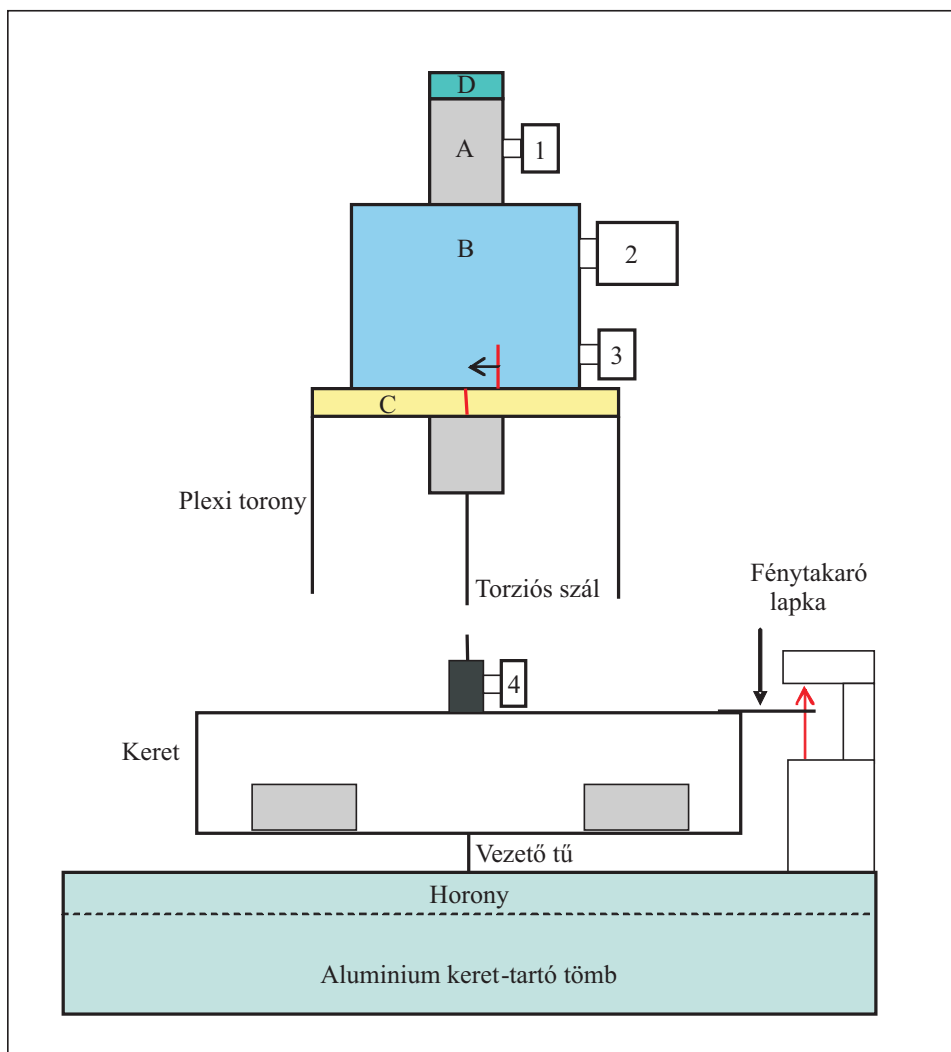 D
A
1
B
2
3
C
Plexi torony
Torziós szál
Fénytakaró
lapka
4
Keret
Vezető tű
Horony
Aluminium keret-tartó tömb